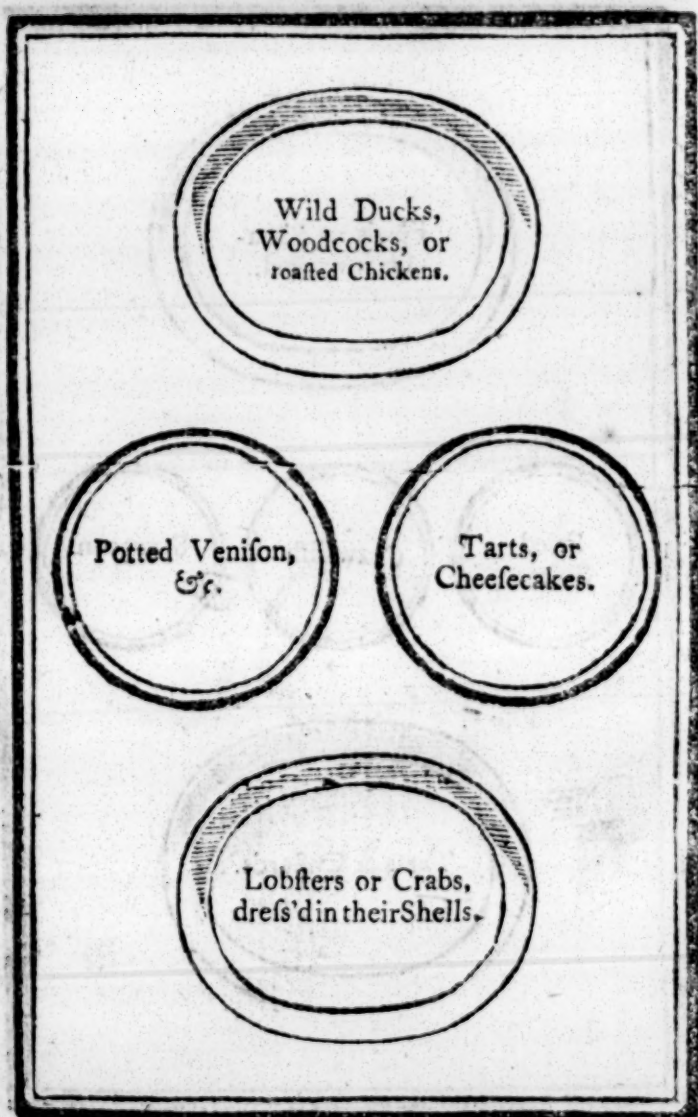 Wild Ducks,
Woodcocks, or
roaſted Chickens.
Potted Veniſon,
&c.
Tarts, or
Cheeſecakes.
Lobſters or Crabs,
dreſs'd in their Shells.